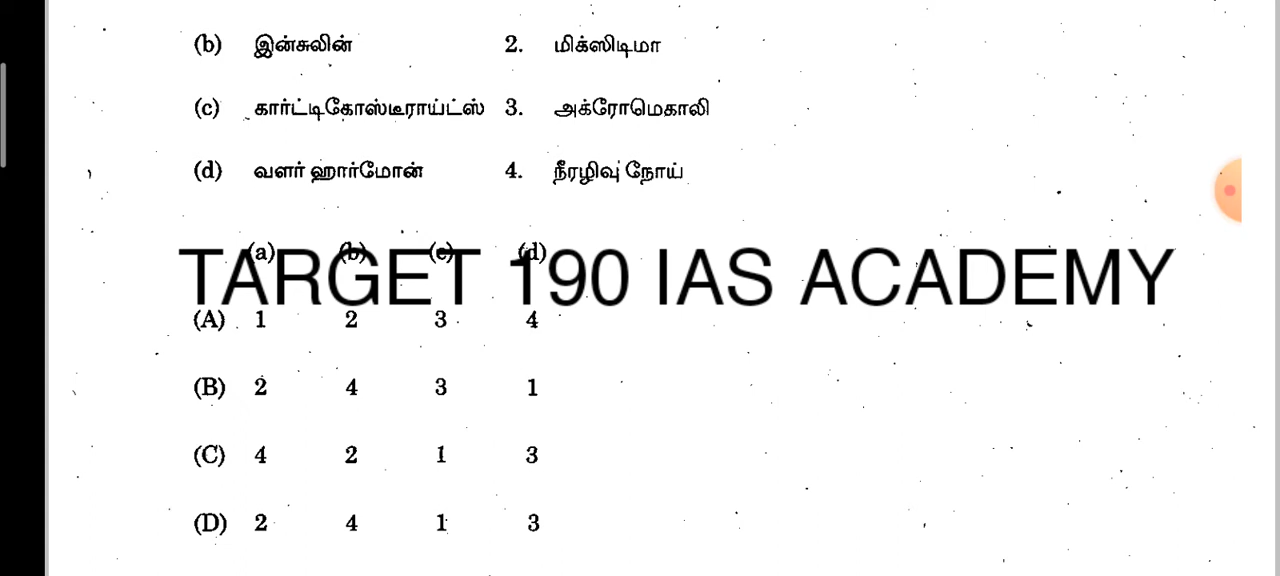 (b) இன்சுலின் 2. மிக்ஸிடிமா
(c) கார்ட்டிகோஸ்டீராய்ட்ஸ் 3. அக்ரோமெகாலி
(d) வளர் ஹார்மோன் 4. நீரழிவு நோய்
(a) (b) (c) (d)
TARGET 190 IAS ACADEMY
(A) 1 2 3 4
(B) 2 4 3 1
(C) 4 2 1 3
(D) 2 4 1 3